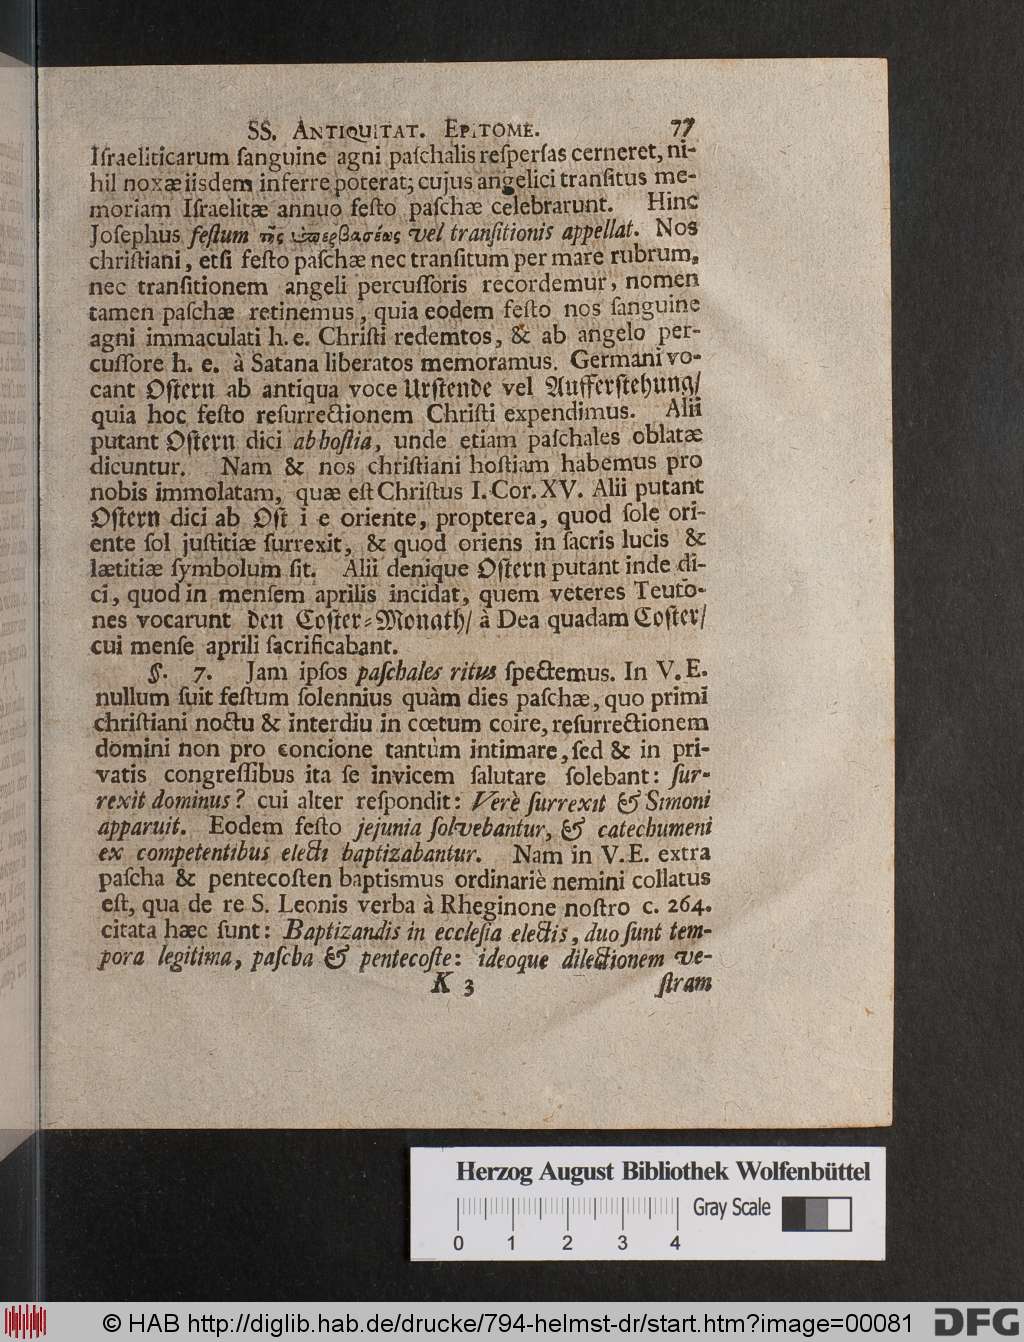 SS. ANTIQUITAT. EPITOME. 77
Iſraeliticarum ſanguine agni paſchalis reſperſas cerneret, ni-
hil noxæ iisdem inferre poterat; cujus angelici tranſitus me-
moriam Iſraelitæ annuo feſto paſchæ celebrarunt. Hinc
Joſephus feſtum τῆς ὑπερβασέως vel tranſitionis appellat. Nos
chriſtiani, etſi feſto paſchæ nec tranſitum per mare rubrum,
nec tranſitionem angeli percuſſoris recordemur, nomen
tamen paſchæ retinemus, quia eodem feſto nos ſanguine
agni immaculati h. e. Chriſti redemtos, & ab angelo per-
cuſſore h. e. à Satana liberatos memoramus. Germani vo-
cant Oſtern ab antiqua voce Urſtende vel Aufferſtehung/
quia hoc feſto reſurrectionem Chriſti expendimus. Alii
putant Oſtern dici ab hoſtia, unde etiam paſchales oblatæ
dicuntur. Nam & nos chriſtiani hoſtiam habemus pro
nobis immolatam, quæ eſt Chriſtus I. Cor. XV. Alii putant
Oſtern dici ab Oſt i e oriente, propterea, quod ſole ori-
ente ſol juſtitiæ ſurrexit, & quod oriens in ſacris lucis &
lætitiæ ſymbolum ſit. Alii denique Oſtern putant inde di-
ci, quod in menſem aprilis incidat, quem veteres Teuto-
nes vocarunt den Eoſter-Monath/ à Dea quadam Eoſter/
cui menſe aprili ſacrificabant.
§. 7. Jam ipſos paſchales ritus ſpectemus. In V. E.
nullum fuit feſtum ſolennius quàm dies paſchæ, quo primi
chriſtiani noctu & interdiu in cœtum coire, reſurrectionem
domini non pro concione tantùm intimare, ſed & in pri-
vatis congreſſibus ita ſe invicem ſalutare ſolebant: ſur-
rexit dominus? cui alter reſpondit: Verè ſurrexit & Simoni
apparuit. Eodem feſto jejunia ſolvebantur, & catechumeni
ex competentibus electi baptizabantur. Nam in V. E. extra
paſcha & pentecoſten baptismus ordinariè nemini collatus
eſt, qua de re S. Leonis verba à Rheginone noſtro c. 264.
citata hæc ſunt: Baptizandis in eccleſia electis, duo ſunt tem-
pora legitima, paſcha & pentecoſte: ideoque dilectionem ve-
K 3 ſtram
Herzog August Bibliothek Wolfenbüttel
Gray Scale
0 1 2 3 4
© HAB http://diglib.hab.de/drucke/794-helmst-dr/start.htm?image=00081
DFG